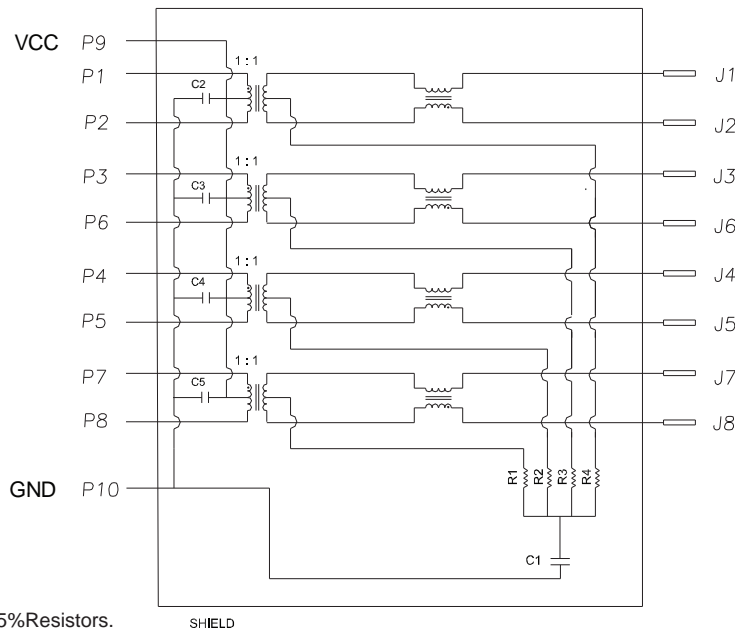 VCC P9
1 : 1
P1 J1
C2
P2 J2
1 : 1
P3 J3
C3
P6 J6
1 : 1
P4 J4
C4
P5 J5
1 : 1
P7 J7
C5
P8 J8
R1 R2 R3 R4
GND P10
C1
5%Resistors.
SHIELD